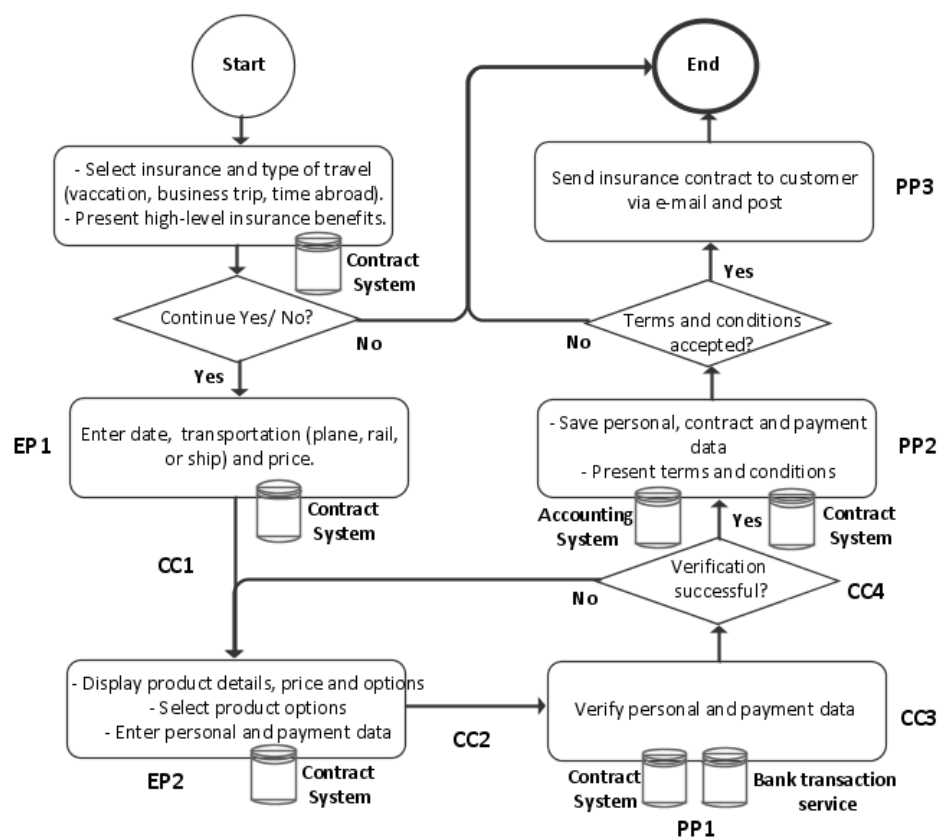 Start
- Select insurance and type of travel
(vaccation, business trip, time abroad).
- Present high-level insurance benefits.
Contract
System
Continue Yes/ No?
No
Yes
EP1
Enter date, transportation (plane, rail,
or ship) and price.
Contract
System
CC1
- Display product details, price and options
- Select product options
- Enter personal and payment data
EP2
Contract
System
CC2
Verify personal and payment data
CC3
Contract
System
Bank transaction
service
PP1
Verification
successful?
CC4
No
Yes
- Save personal, contract and payment
data
- Present terms and conditions
PP2
Accounting
System
Contract
System
Terms and conditions
accepted?
No
Yes
Send insurance contract to customer
via e-mail and post
PP3
End